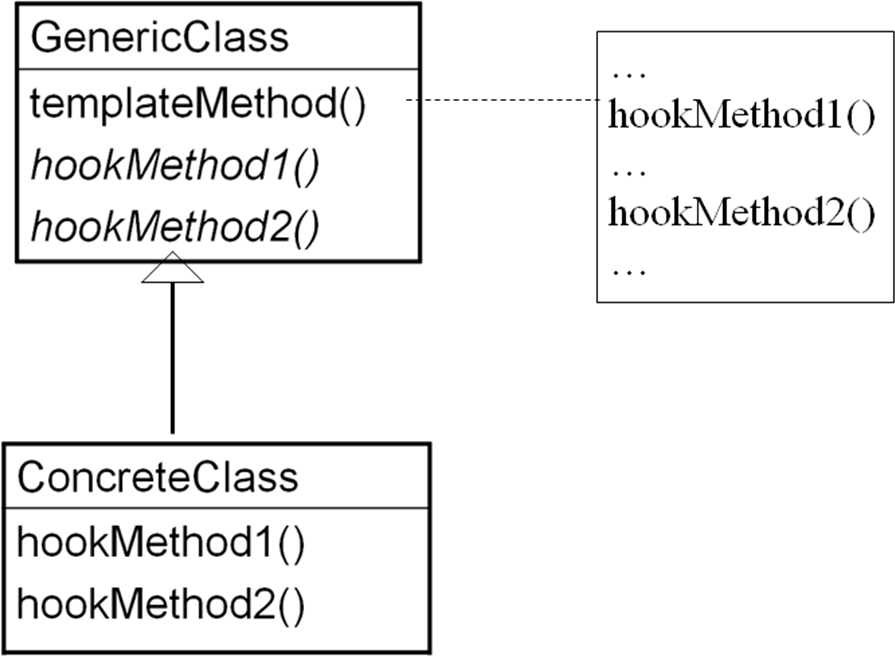 GenericClass
templateMethod()
hookMethod1()
hookMethod2()
...
hookMethod1()
...
hookMethod2()
...
ConcreteClass
hookMethod1()
hookMethod2()